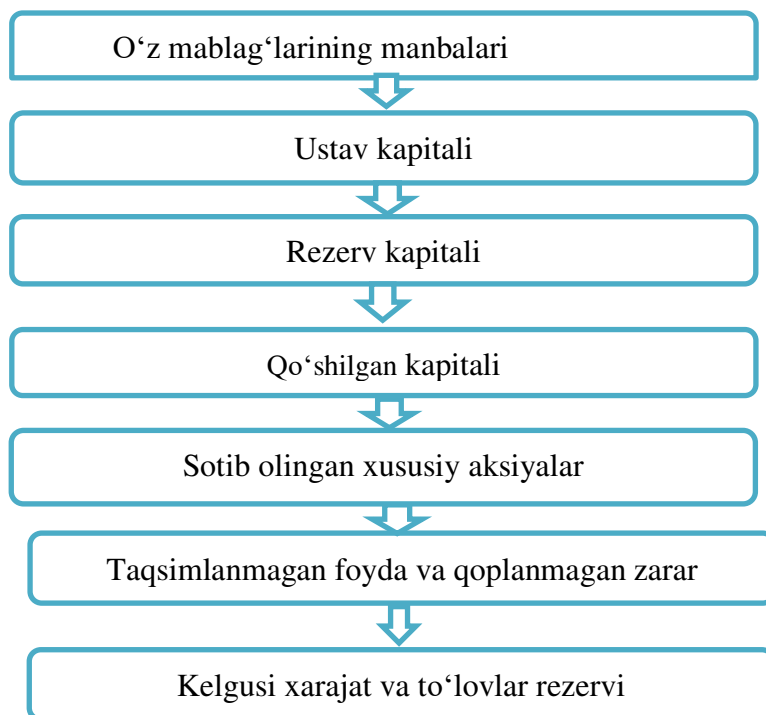 O‘z mablag‘larining manbalari
Ustav kapitali
Rezerv kapitali
Qo‘shilgan kapitali
Sotib olingan xususiy aksiyalar
Taqsimlanmagan foyda va qoplanmagan zarar
Kelgusi xarajat va to‘lovlar rezervi